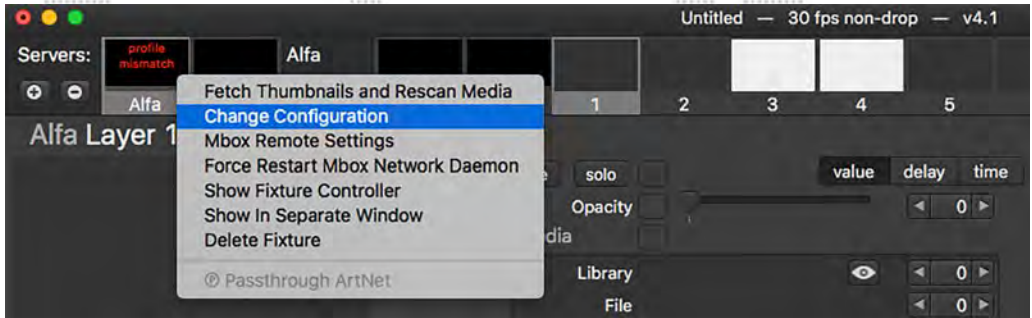 Untitled — 30 fps non-drop — v4.1
Servers:
profile
mismatch
Alfa
Alfa
1
2
3
4
5
Alfa Layer 1
Fetch Thumbnails and Rescan Media
Change Configuration
Mbox Remote Settings
Force Restart Mbox Network Daemon
Show Fixture Controller
Show In Separate Window
Delete Fixture
Ⓟ Passthrough ArtNet
solo
value
delay
time
Opacity
0
Library
0
File
0